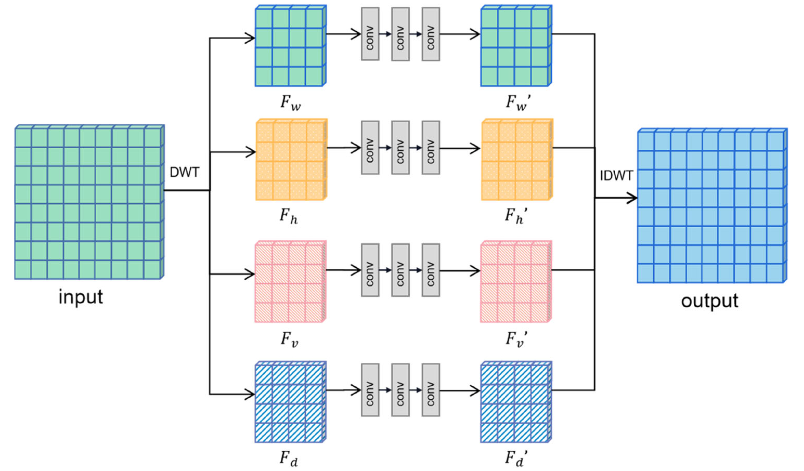 conv conv conv
F_w F_w'
DWT
conv conv conv
F_h F_h'
IDWT
input
conv conv conv
F_v F_v'
output
conv conv conv
F_d F_d'